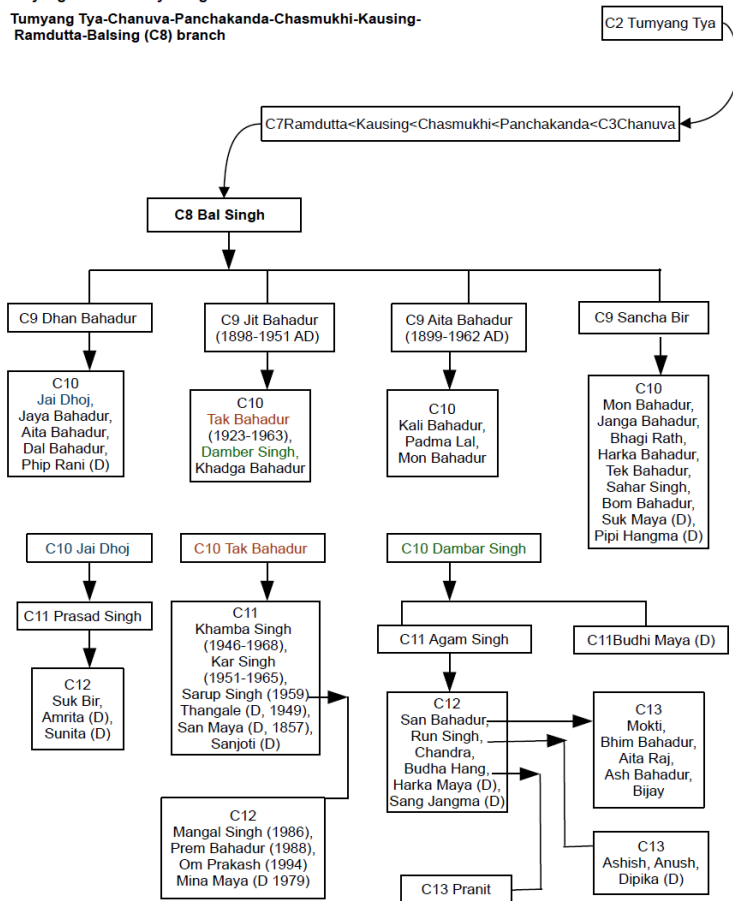 Tumyang Tya-Chanuva-Panchakanda-Chasmukhi-Kausing-
Ramdutta-Balsing (C8) branch
C2 Tumyang Tya
C7Ramdutta<Kausing<Chasmukhi<Panchakanda<C3Chanuva
C8 Bal Singh
C9 Dhan Bahadur
C9 Jit Bahadur
(1898-1951 AD)
C9 Aita Bahadur
(1899-1962 AD)
C9 Sancha Bir
C10
Jai Dhoj,
Jaya Bahadur,
Aita Bahadur,
Dal Bahadur,
Phip Rani (D)
C10
Tak Bahadur
(1923-1963),
Damber Singh,
Khadga Bahadur
C10
Kali Bahadur,
Padma Lal,
Mon Bahadur
C10
Mon Bahadur,
Janga Bahadur,
Bhagi Rath,
Harka Bahadur,
Tek Bahadur,
Sahar Singh,
Bom Bahadur,
Suk Maya (D),
Pipi Hangma (D)
C10 Jai Dhoj
C10 Tak Bahadur
C10 Dambar Singh
C11 Prasad Singh
C11
Khamba Singh
(1946-1968),
Kar Singh
(1951-1965),
Sarup Singh (1959)
Thangale (D, 1949),
San Maya (D, 1857),
Sanjoti (D)
C11 Agam Singh
C11Budhi Maya (D)
C12
Suk Bir,
Amrita (D),
Sunita (D)
C12
San Bahadur,
Run Singh,
Chandra,
Budha Hang,
Harka Maya (D),
Sang Jangma (D)
C13
Mokti,
Bhim Bahadur,
Aita Raj,
Ash Bahadur,
Bijay
C12
Mangal Singh (1986),
Prem Bahadur (1988),
Om Prakash (1994)
Mina Maya (D 1979)
C13
Ashish, Anush,
Dipika (D)
C13 Pranit